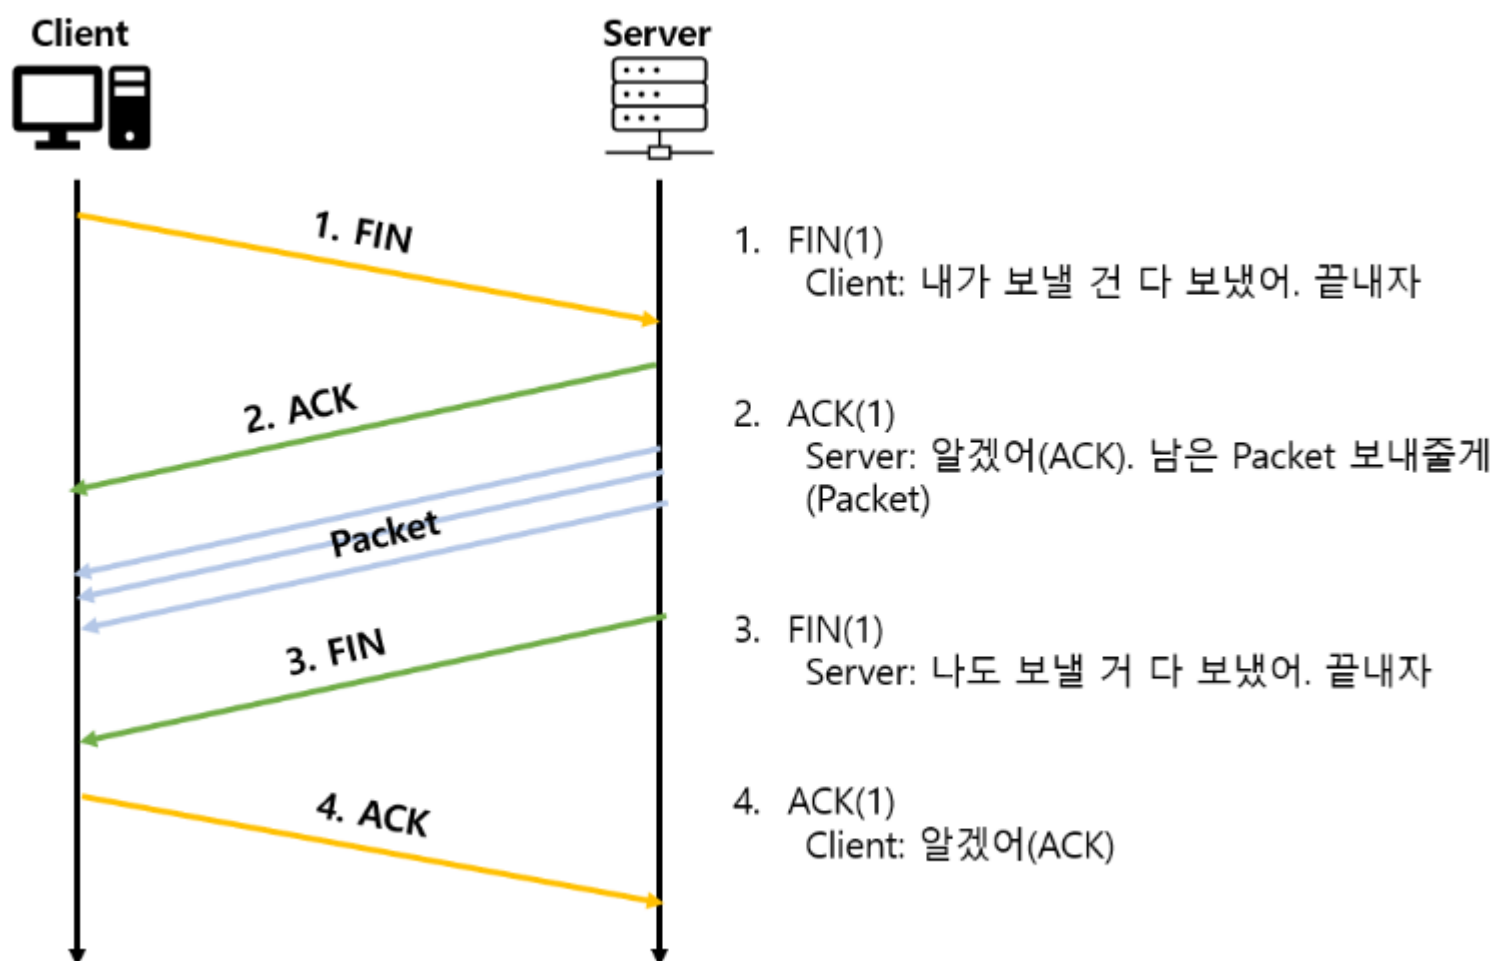 Client
Server
1. FIN
2. ACK
Packet
3. FIN
4. ACK
1. FIN(1)
Client: 내가 보낼 건 다 보냈어. 끝내자
2. ACK(1)
Server: 알겠어(ACK). 남은 Packet 보내줄게
(Packet)
3. FIN(1)
Server: 나도 보낼 거 다 보냈어. 끝내자
4. ACK(1)
Client: 알겠어(ACK)